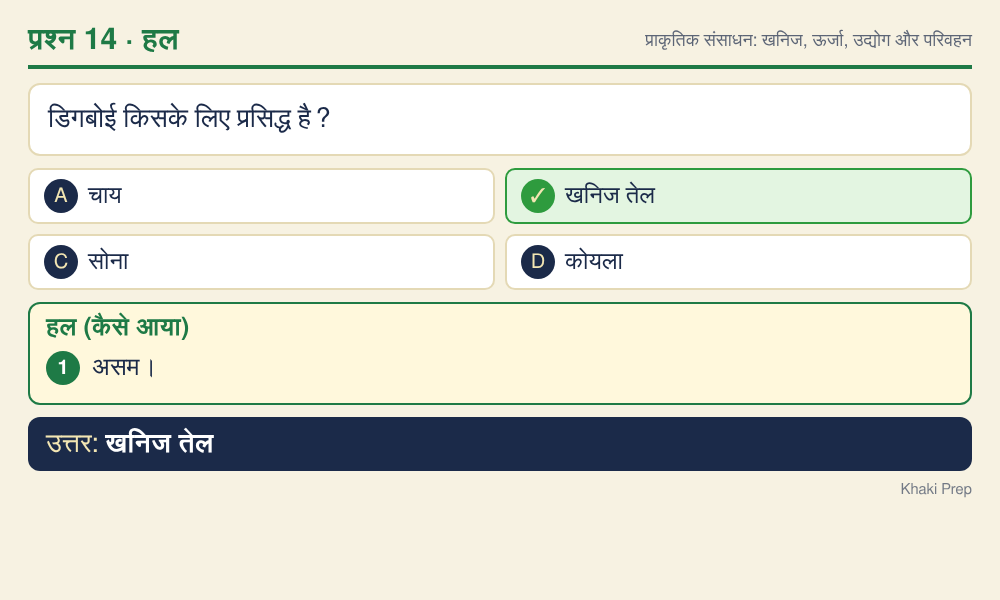 प्रश्न 14 · हल
प्राकृतिक संसाधन: खनिज, ऊर्जा, उद्योग और परिवहन
डिगबोई किसके लिए प्रसिद्ध है ?
A चाय
✓ खनिज तेल
C सोना
D कोयला
हल (कैसे आया)
1 असम ।
उत्तर: खनिज तेल
Khaki Prep